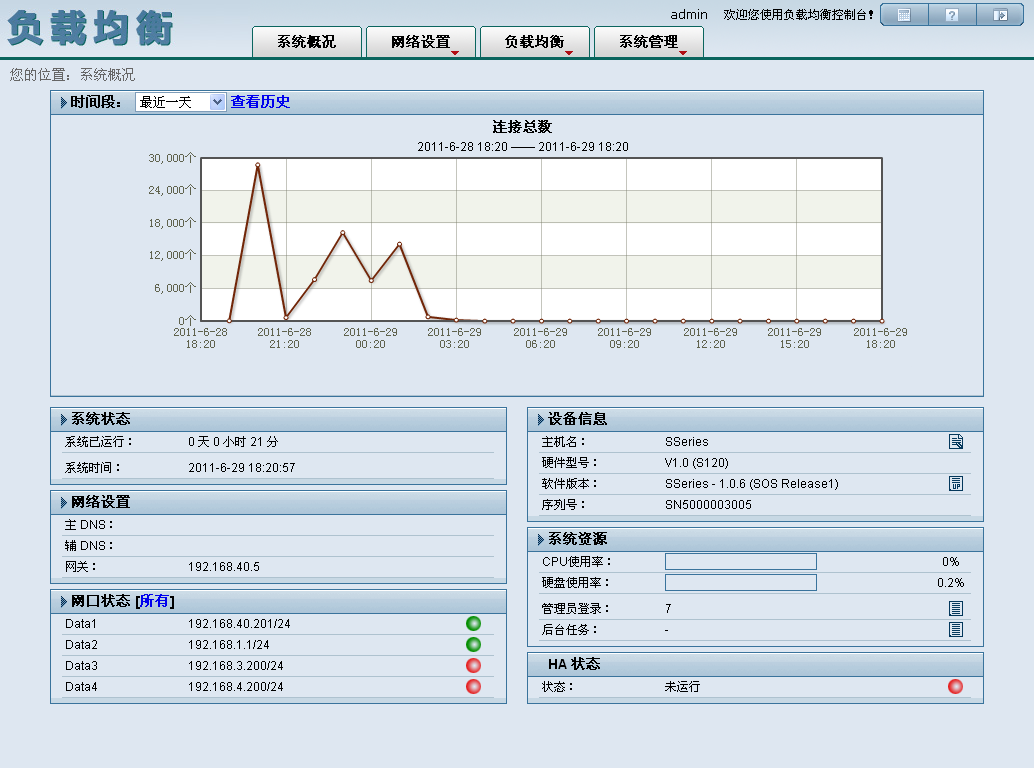 负载均衡
admin 欢迎您使用负载均衡控制台!
系统概况 网络设置 负载均衡 系统管理
您的位置: 系统概况
时间段: 最近一天 查看历史
连接总数
2011-6-28 18:20 —— 2011-6-29 18:20
30,000个
24,000个
18,000个
12,000个
6,000个
0个
2011-6-28 18:20
2011-6-28 21:20
2011-6-29 00:20
2011-6-29 03:20
2011-6-29 06:20
2011-6-29 09:20
2011-6-29 12:20
2011-6-29 15:20
2011-6-29 18:20
系统状态
系统已运行: 0 天 0 小时 21 分
系统时间: 2011-6-29 18:20:57
网络设置
主 DNS:
辅 DNS:
网关: 192.168.40.5
网口状态 [所有]
Data1 192.168.40.201/24
Data2 192.168.1.1/24
Data3 192.168.3.200/24
Data4 192.168.4.200/24
设备信息
主机名: SSeries
硬件型号: V1.0 (S120)
软件版本: SSeries - 1.0.6 (SOS Release1)
UP
序列号: SN5000003005
系统资源
CPU使用率: 0%
硬盘使用率: 0.2%
管理员登录: 7
后台任务: -
HA 状态
状态: 未运行